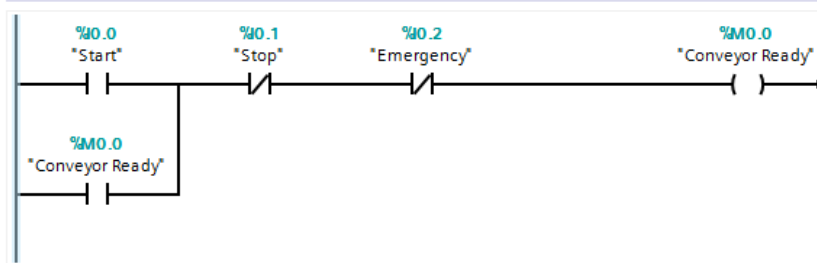 %I0.0 %I0.1 %I0.2 %M0.0
"Start" "Stop" "Emergency" "Conveyor Ready"
%M0.0
"Conveyor Ready"